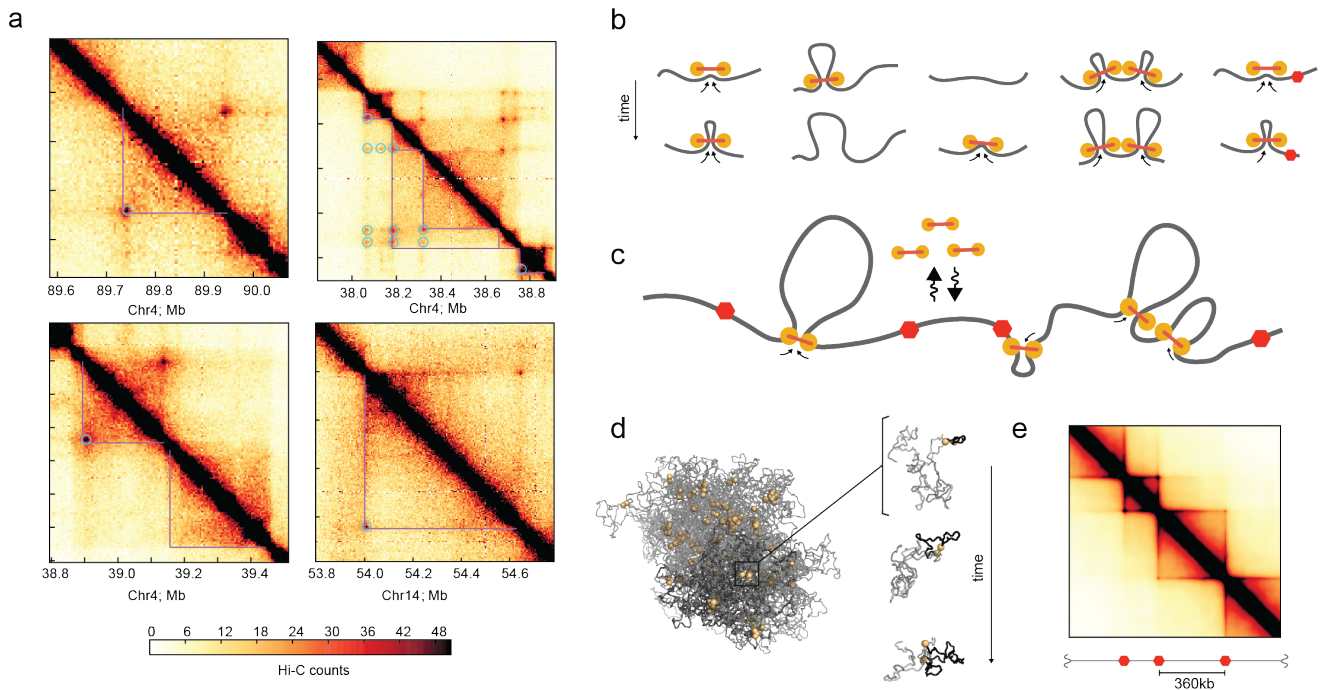 a
89.6 89.7 89.8 89.9 90.0
Chr4; Mb
38.0 38.2 38.4 38.6 38.8
Chr4; Mb
38.8 39.0 39.2 39.4
Chr4; Mb
53.8 54.0 54.2 54.4 54.6
Chr14; Mb
0 6 12 18 24 30 36 42 48
Hi-C counts
b
time
c
d
time
e
360kb